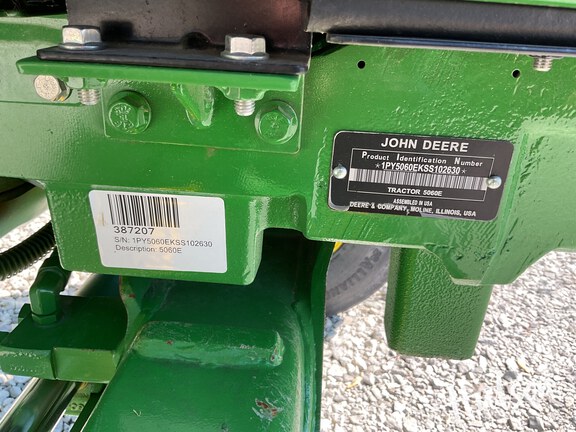 JOHN DEERE
Product Identification Number
*1PY5060EKSS102630*
TRACTOR 5060E
ASSEMBLED IN USA
DEERE & COMPANY, MOLINE, ILLINOIS, USA
387207
S/N: 1PY5060EKSS102630
Description: 5060E